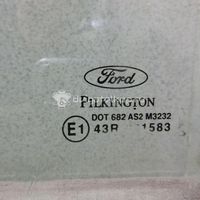 Ford
PILKINGTON
DOT 682 AS2 M3232
E1 43R 1583